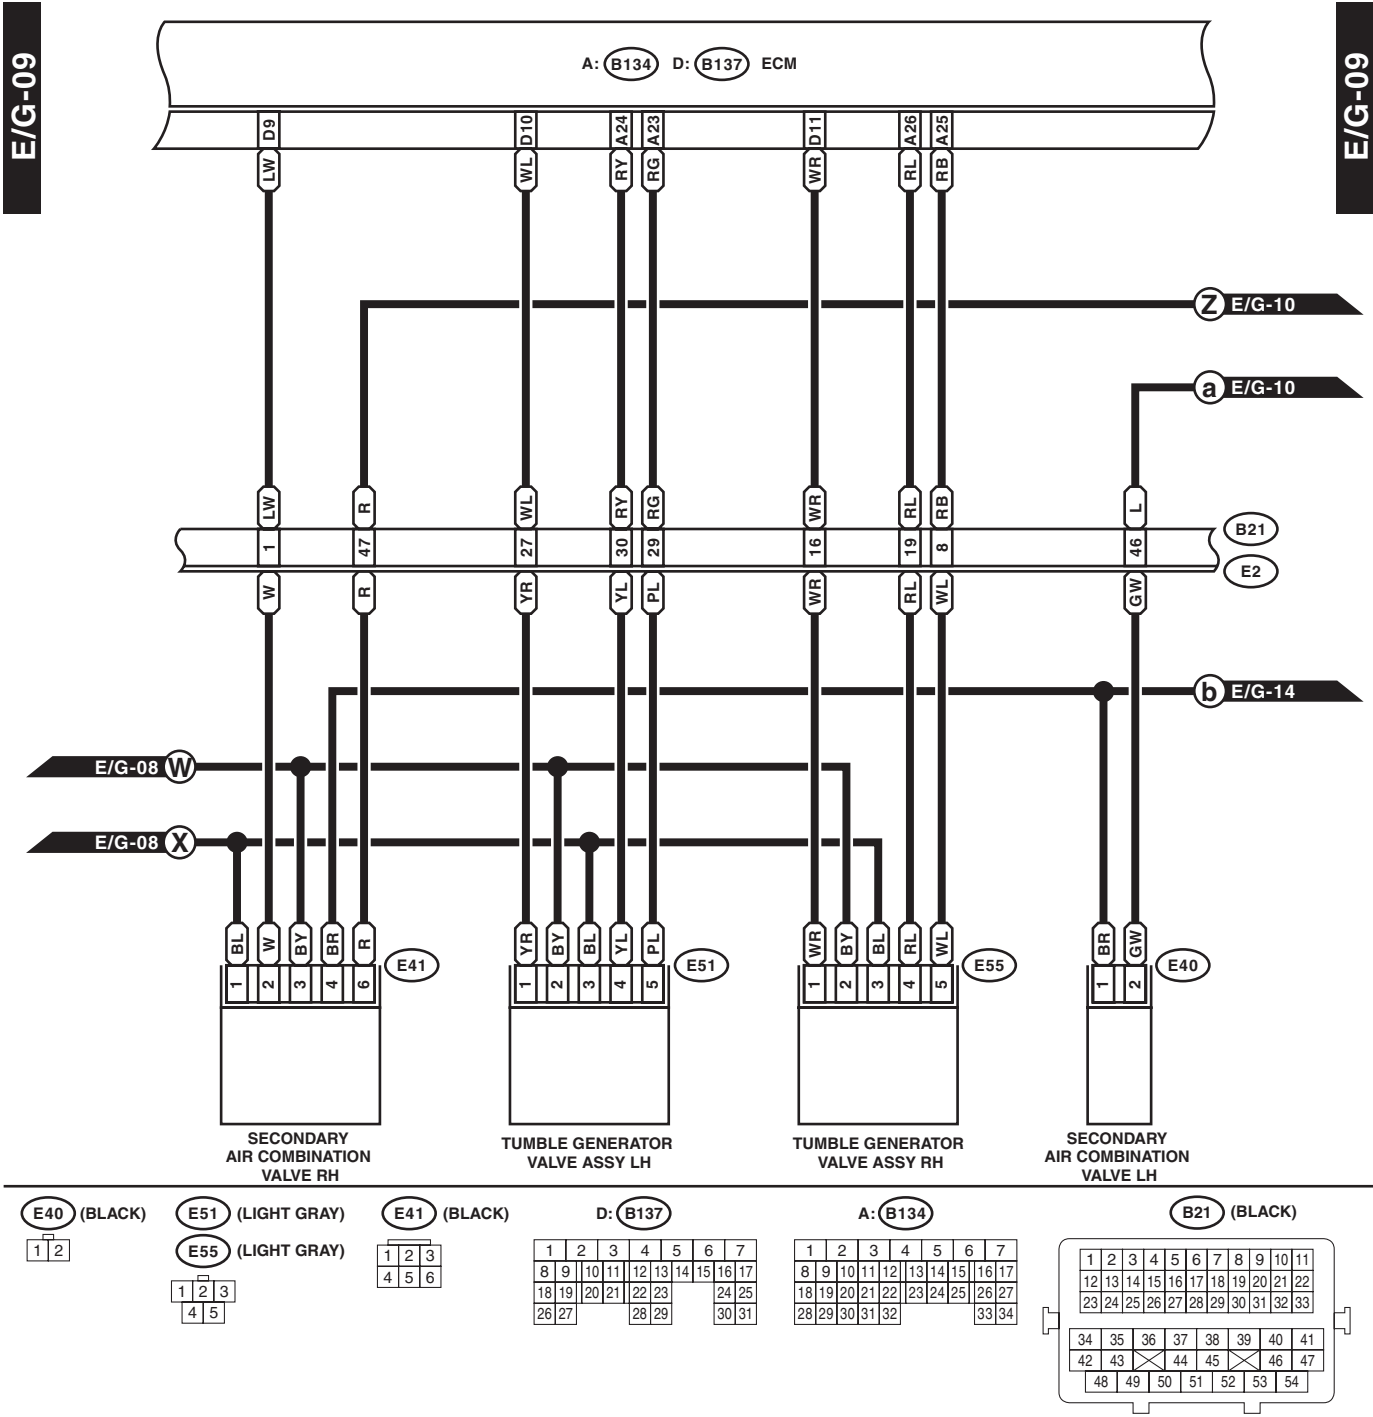 E/G-09
E/G-09
A: B134 D: B137 ECM
D9 D10 A24 A23 D11 A26 A25
LW WL RY RG WR RL RB
Z E/G-10
a E/G-10
LW R WL RY RG WR RL RB L
1 47 27 30 29 16 19 8 46
B21
E2
W R YR YL PL WR RL WL GW
b E/G-14
E/G-08 W
E/G-08 X
BL W BY BR R YR BY BL YL PL WR BY BL RL WL BR GW
E41 E51 E55 E40
1 2 3 4 6 1 2 3 4 5 1 2 3 4 5 1 2
SECONDARY
AIR COMBINATION
VALVE RH
TUMBLE GENERATOR
VALVE ASSY LH
TUMBLE GENERATOR
VALVE ASSY RH
SECONDARY
AIR COMBINATION
VALVE LH
E40 (BLACK)
1 2
E51 (LIGHT GRAY)
E55 (LIGHT GRAY)
1 2 3
4 5
E41 (BLACK)
1 2 3
4 5 6
D: B137
1 2 3 4 5 6 7
8 9 10 11 12 13 14 15 16 17
18 19 20 21 22 23 24 25
26 27 28 29 30 31
A: B134
1 2 3 4 5 6 7
8 9 10 11 12 13 14 15 16 17
18 19 20 21 22 23 24 25 26 27
28 29 30 31 32 33 34
B21 (BLACK)
1 2 3 4 5 6 7 8 9 10 11
12 13 14 15 16 17 18 19 20 21 22
23 24 25 26 27 28 29 30 31 32 33
34 35 36 37 38 39 40 41
42 43 44 45 46 47
48 49 50 51 52 53 54